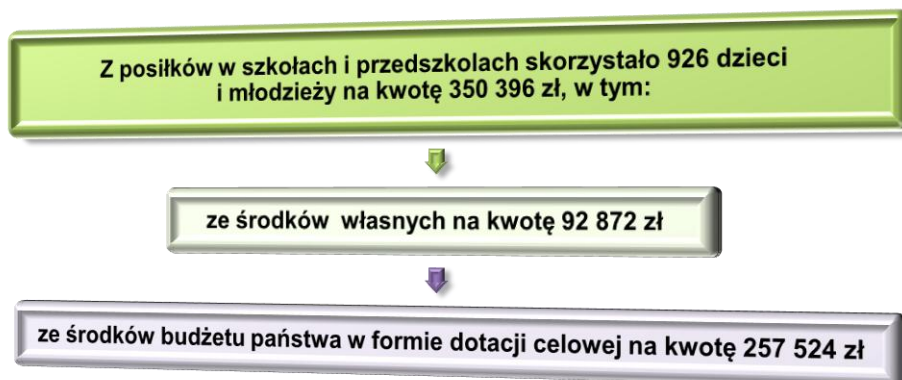 Z posiłków w szkołach i przedszkolach skorzystało 926 dzieci
i młodzieży na kwotę 350 396 zł, w tym:
ze środków własnych na kwotę 92 872 zł
ze środków budżetu państwa w formie dotacji celowej na kwotę 257 524 zł